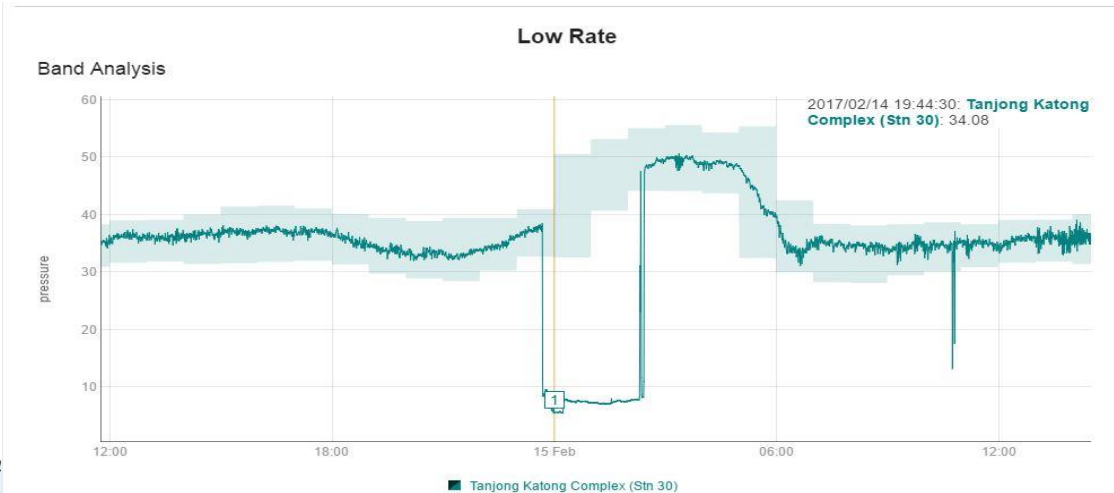 Low Rate
Band Analysis
2017/02/14 19:44:30: Tanjong Katong
Complex (Stn 30): 34.08
60
50
40
30
20
10
pressure
1
12:00
18:00
15 Feb
06:00
12:00
Tanjong Katong Complex (Stn 30)